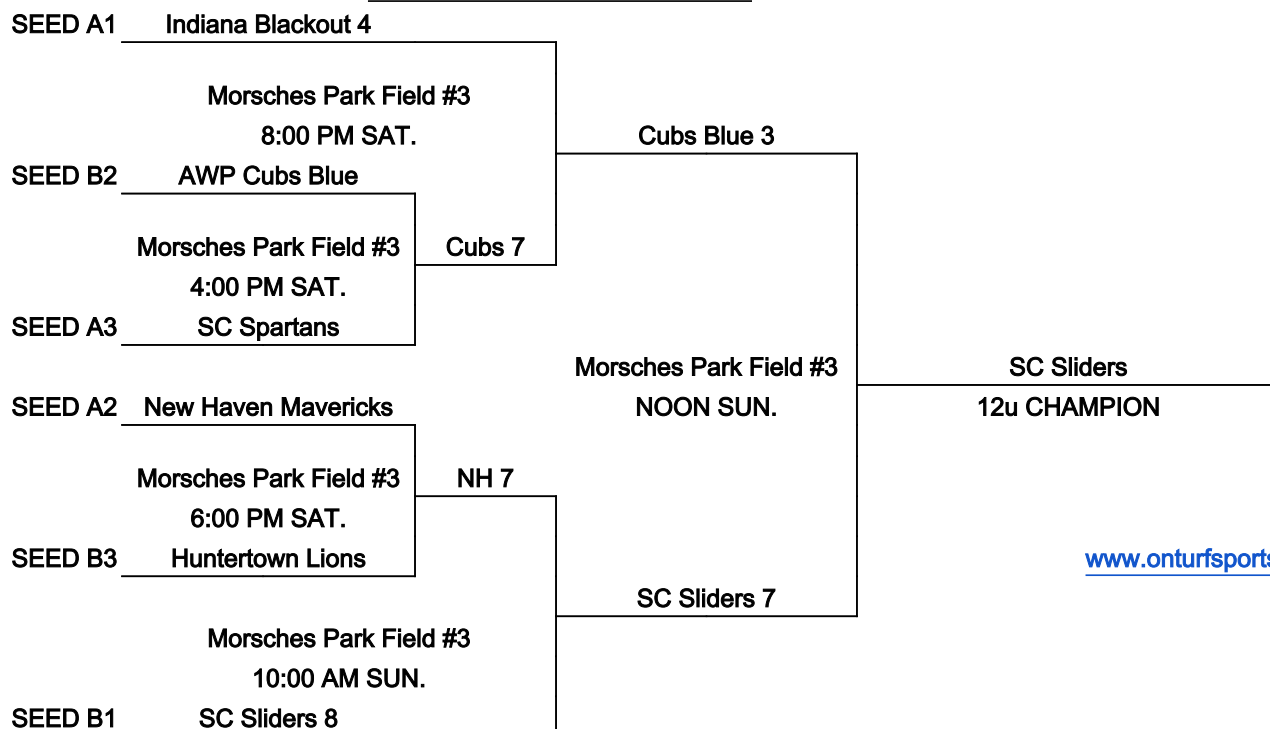 SEED A1 Indiana Blackout 4
Morsches Park Field #3
8:00 PM SAT.
Cubs Blue 3
SEED B2 AWP Cubs Blue
Morsches Park Field #3
Cubs 7
4:00 PM SAT.
SEED A3 SC Spartans
Morsches Park Field #3
SC Sliders
SEED A2 New Haven Mavericks
NOON SUN.
12u CHAMPION
Morsches Park Field #3
NH 7
6:00 PM SAT.
SEED B3 Huntertown Lions
www.onturfsports
SC Sliders 7
Morsches Park Field #3
10:00 AM SUN.
SEED B1 SC Sliders 8